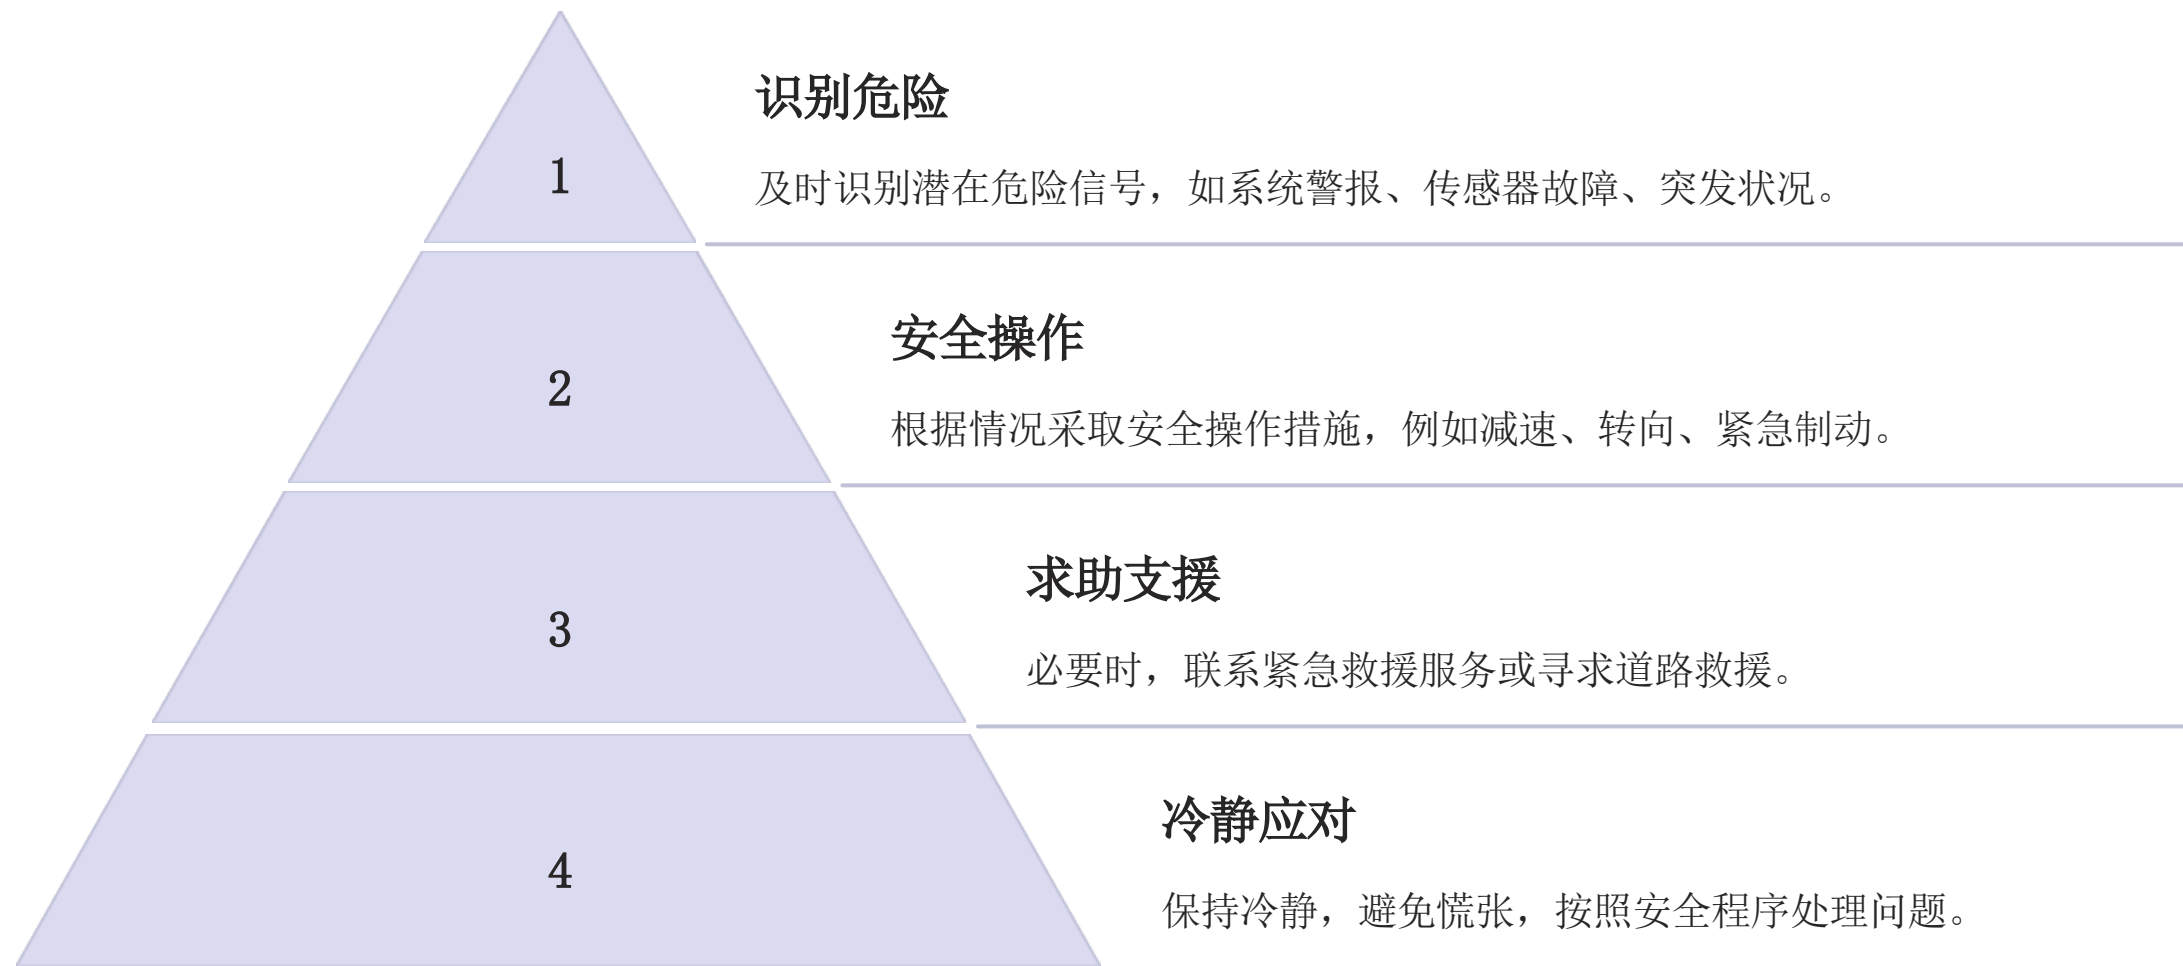 1
识别危险
及时识别潜在危险信号，如系统警报、传感器故障、突发状况。
2
安全操作
根据情况采取安全操作措施，例如减速、转向、紧急制动。
3
求助支援
必要时，联系紧急救援服务或寻求道路救援。
4
冷静应对
保持冷静，避免慌张，按照安全程序处理问题。